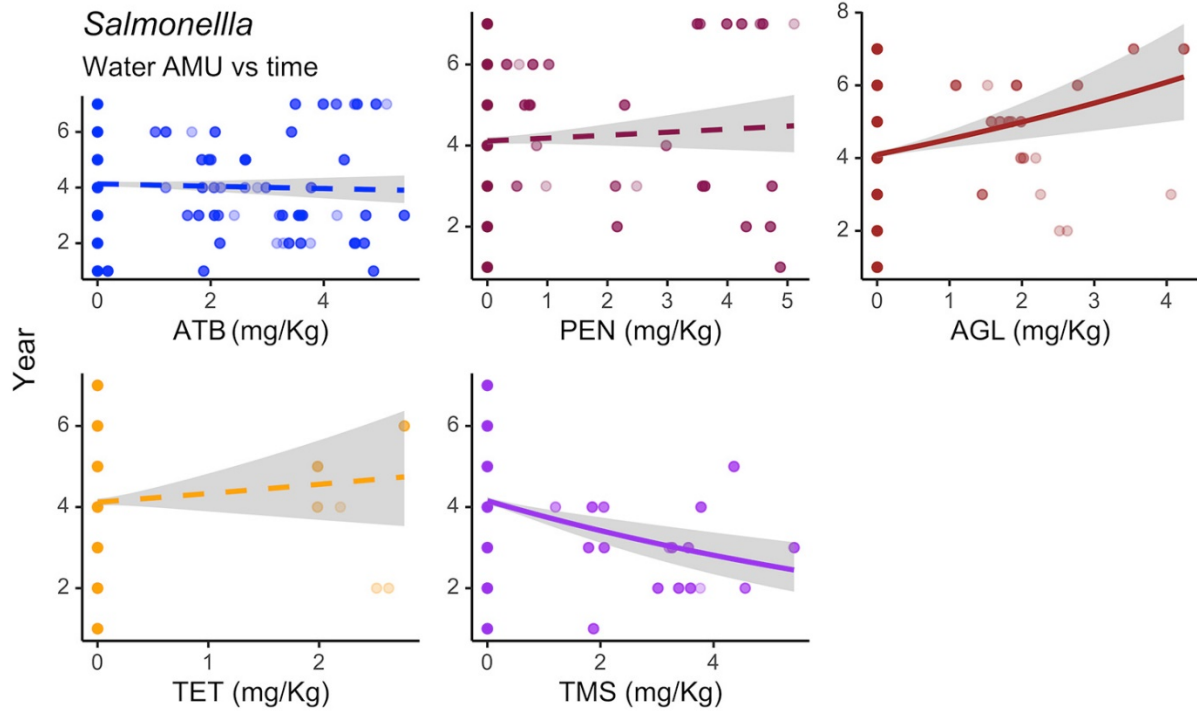 Salmonellla
Water AMU vs time
6
4
2
0 2 4
ATB (mg/Kg)
6
4
2
0 1 2 3 4 5
PEN (mg/Kg)
8
6
4
2
0 1 2 3 4
AGL (mg/Kg)
Year
6
4
2
0 1 2
TET (mg/Kg)
6
4
2
0 2 4
TMS (mg/Kg)